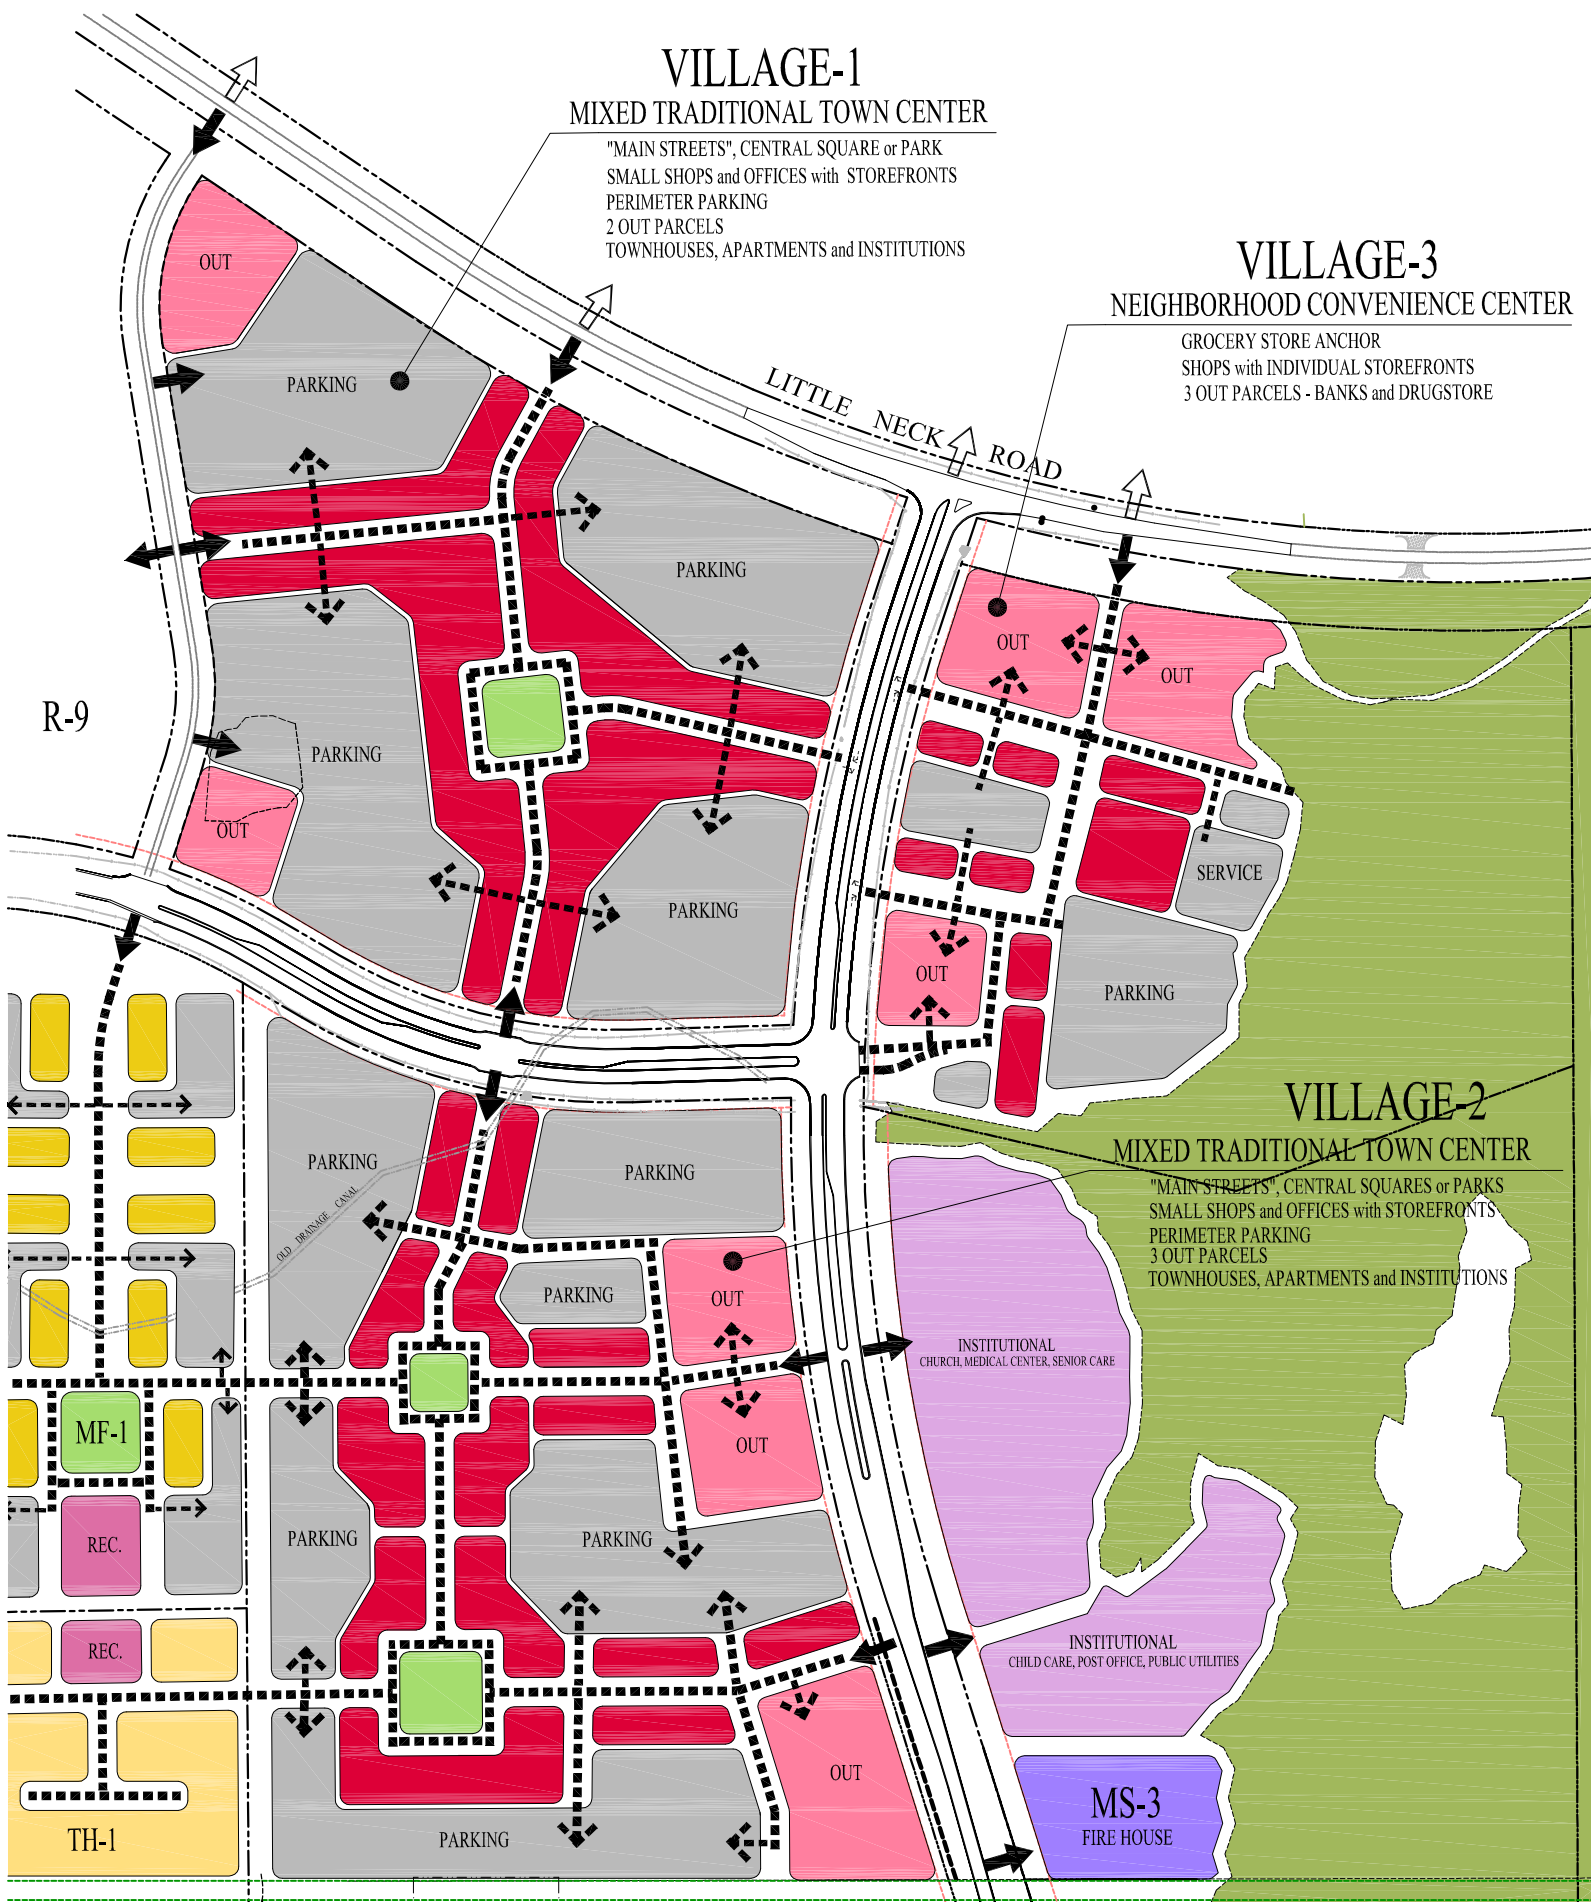 VILLAGE-1
MIXED TRADITIONAL TOWN CENTER
"MAIN STREETS", CENTRAL SQUARE or PARK
SMALL SHOPS and OFFICES with STOREFRONTS
PERIMETER PARKING
2 OUT PARCELS
TOWNHOUSES, APARTMENTS and INSTITUTIONS
VILLAGE-3
NEIGHBORHOOD CONVENIENCE CENTER
GROCERY STORE ANCHOR
SHOPS with INDIVIDUAL STOREFRONTS
3 OUT PARCELS - BANKS and DRUGSTORE
OUT
PARKING
LITTLE NECK ROAD
PARKING
OUT
OUT
R-9
PARKING
OUT
SERVICE
PARKING
OUT
PARKING
VILLAGE-2
MIXED TRADITIONAL TOWN CENTER
"MAIN STREETS", CENTRAL SQUARES or PARKS
SMALL SHOPS and OFFICES with STOREFRONTS
PERIMETER PARKING
3 OUT PARCELS
TOWNHOUSES, APARTMENTS and INSTITUTIONS
PARKING
PARKING
OLD DRAINAGE CANAL
PARKING
OUT
INSTITUTIONAL
CHURCH, MEDICAL CENTER, SENIOR CARE
MF-1
OUT
REC.
PARKING
PARKING
REC.
INSTITUTIONAL
CHILD CARE, POST OFFICE, PUBLIC UTILITIES
OUT
MS-3
FIRE HOUSE
TH-1
PARKING